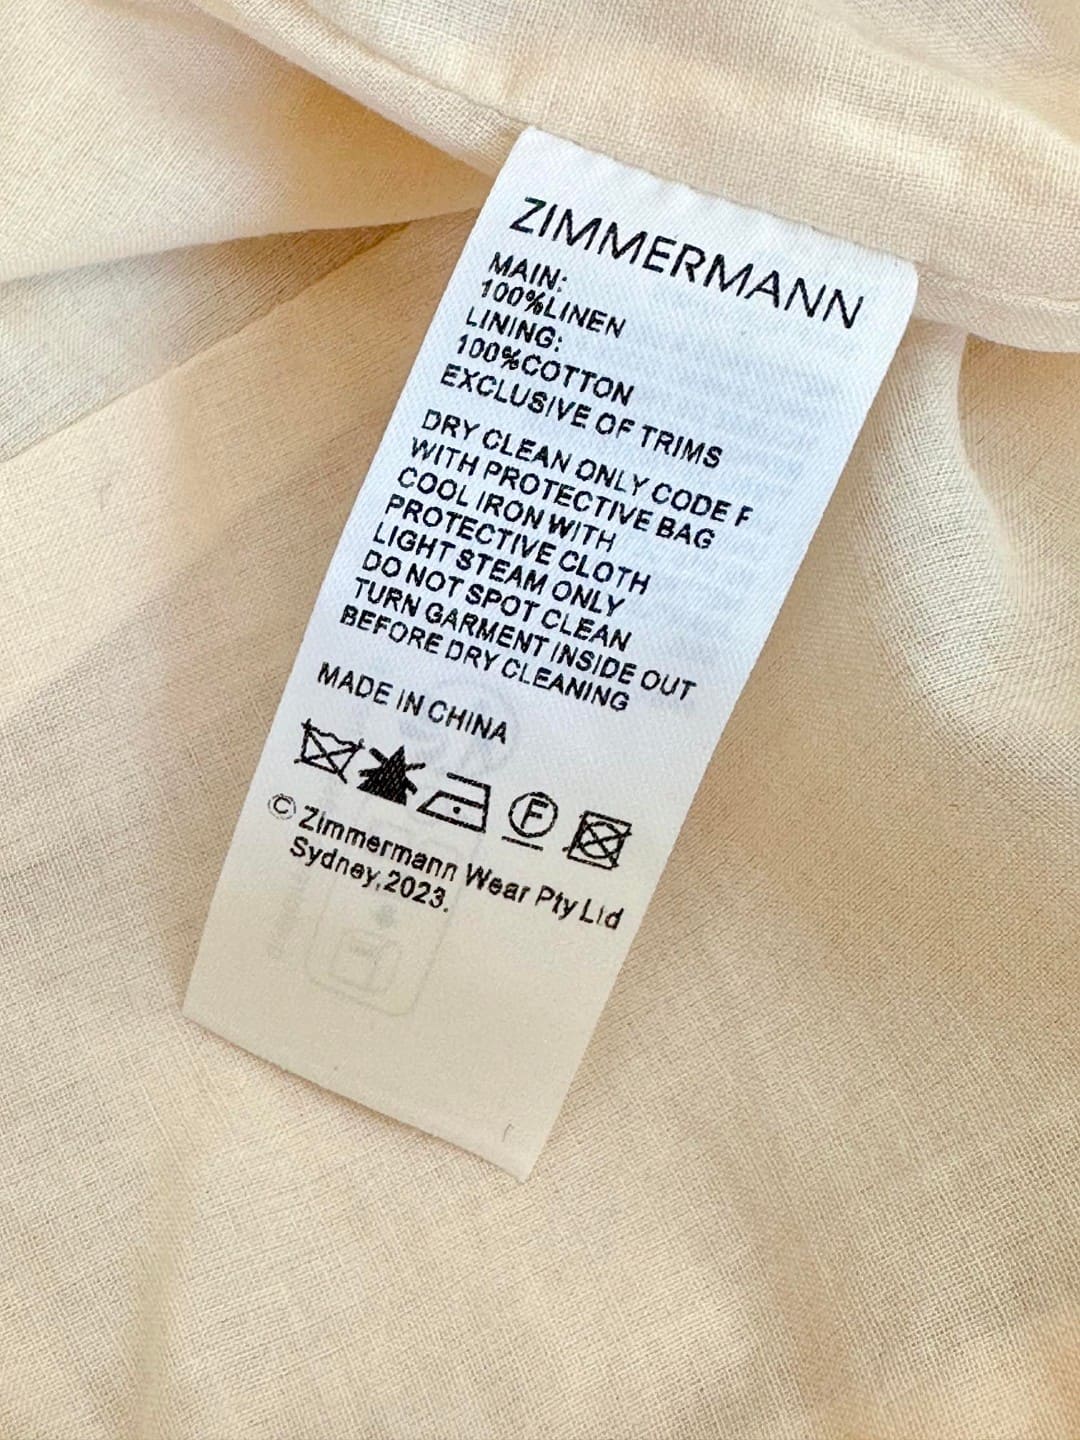 ZIMMERMANN
MAIN:
100%LINEN
LINING:
100%COTTON
EXCLUSIVE OF TRIMS
DRY CLEAN ONLY CODE F
WITH PROTECTIVE BAG
COOL IRON WITH
PROTECTIVE CLOTH
LIGHT STEAM ONLY
DO NOT SPOT CLEAN
TURN GARMENT INSIDE OUT
BEFORE DRY CLEANING
MADE IN CHINA
F
© Zimmermann Wear Pty Ltd
Sydney,2023.